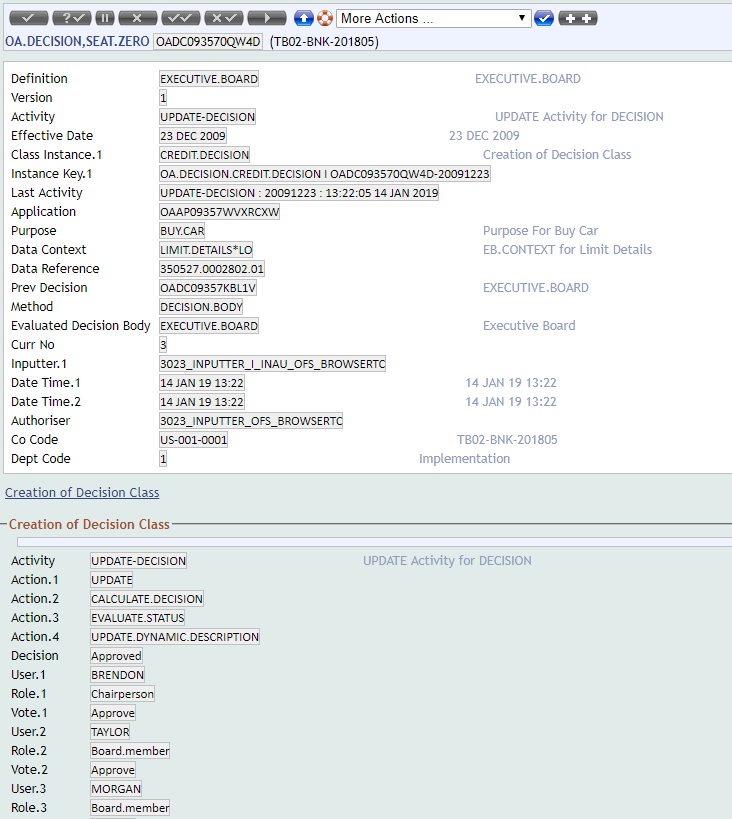 More Actions ...
OA.DECISION,SEAT.ZERO OADC093570QW4D (TB02-BNK-201805)
Definition EXECUTIVE.BOARD EXECUTIVE.BOARD
Version 1
Activity UPDATE-DECISION UPDATE Activity for DECISION
Effective Date 23 DEC 2009 23 DEC 2009
Class Instance.1 CREDIT.DECISION Creation of Decision Class
Instance Key.1 OA.DECISION.CREDIT.DECISION I OADC093570QW4D-20091223
Last Activity UPDATE-DECISION : 20091223 : 13:22:05 14 JAN 2019
Application OAAP09357WVXRCXW
Purpose BUY.CAR Purpose For Buy Car
Data Context LIMIT.DETAILS*LO EB.CONTEXT for Limit Details
Data Reference 350527.0002802.01
Prev Decision OADC09357KBL1V EXECUTIVE.BOARD
Method DECISION.BODY
Evaluated Decision Body EXECUTIVE.BOARD Executive Board
Curr No 3
Inputter.1 3023_INPUTTER_I_INAU_OFS_BROWSERTC
Date Time.1 14 JAN 19 13:22 14 JAN 19 13:22
Date Time.2 14 JAN 19 13:22 14 JAN 19 13:22
Authoriser 3023_INPUTTER_OFS_BROWSERTC
Co Code US-001-0001 TB02-BNK-201805
Dept Code 1 Implementation
Creation of Decision Class
Creation of Decision Class
Activity UPDATE-DECISION UPDATE Activity for DECISION
Action.1 UPDATE
Action.2 CALCULATE.DECISION
Action.3 EVALUATE.STATUS
Action.4 UPDATE.DYNAMIC.DESCRIPTION
Decision Approved
User.1 BRENDON
Role.1 Chairperson
Vote.1 Approve
User.2 TAYLOR
Role.2 Board.member
Vote.2 Approve
User.3 MORGAN
Role.3 Board.member